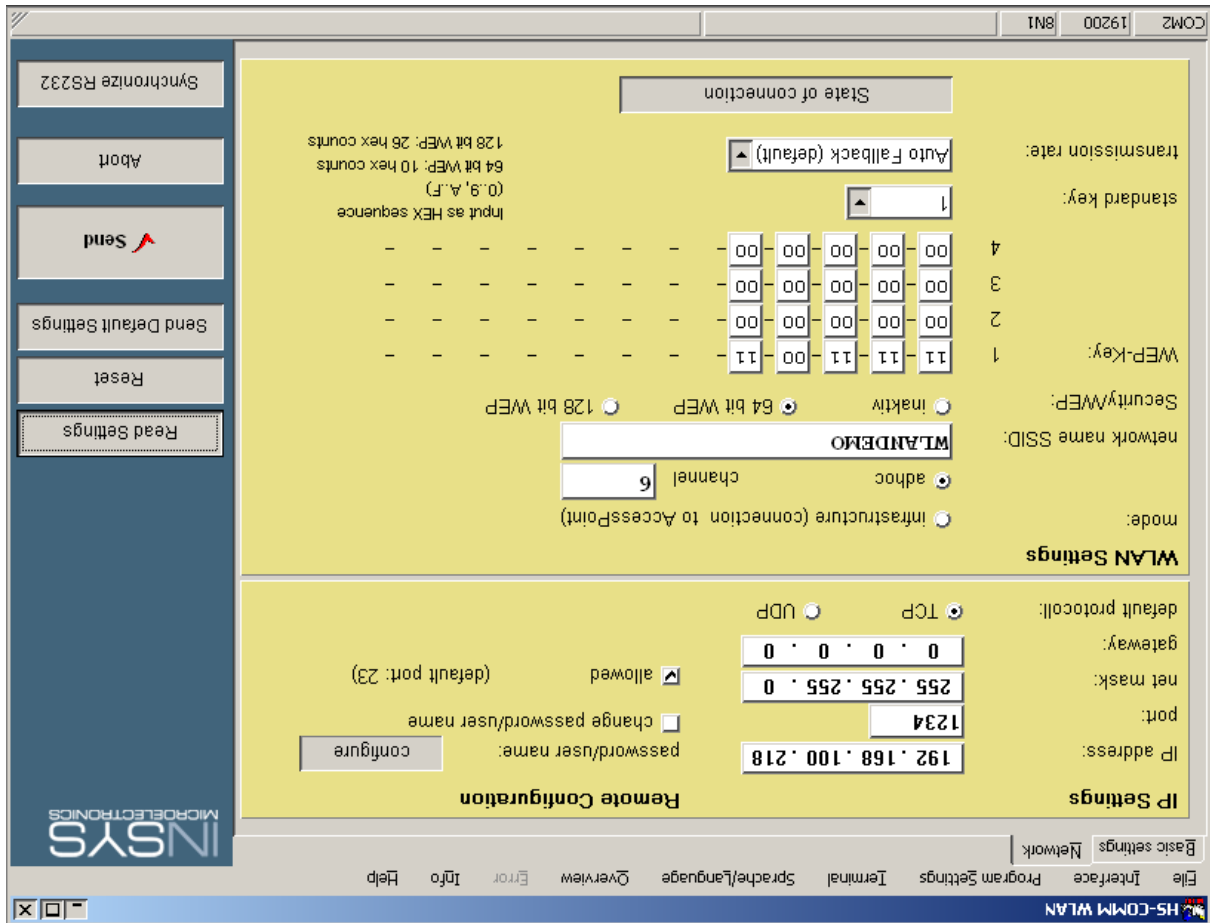 HS-COMM WLAN
File Interface Program Settings Terminal Sprache/Language Overview Error Info Help
Basic settings Network
INSYS
MICROELECTRONICS
IP Settings
Remote Configuration
IP address: 192 . 168 . 100 . 218
password/user name: configure
port: 1234
change password/user name
net mask: 255 . 255 . 255 . 0
allowed (default port: 23)
gateway: 0 . 0 . 0 . 0
default protocoll: TCP UDP
WLAN Settings
mode: infrastructure (connection to AccessPoint)
adhoc channel 6
network name SSID: WLANDEMO
Security/WEP: inaktiv 64 bit WEP 128 bit WEP
WEP-Key: 1 11 - 11 - 11 - 00 - 11 - - - - - - - -
2 00 - 00 - 00 - 00 - 00 - - - - - - - -
3 00 - 00 - 00 - 00 - 00 - - - - - - - -
4 00 - 00 - 00 - 00 - 00 - - - - - - - -
standard key: 1
Input as HEX sequence
(0..9, A..F)
64 bit WEP: 10 hex counts
128 bit WEP: 26 hex counts
transmission rate: Auto Fallback (default)
State of connection
Read Settings
Reset
Send Default Settings
Send
Abort
Synchronize RS232
COM2 19200 8N1